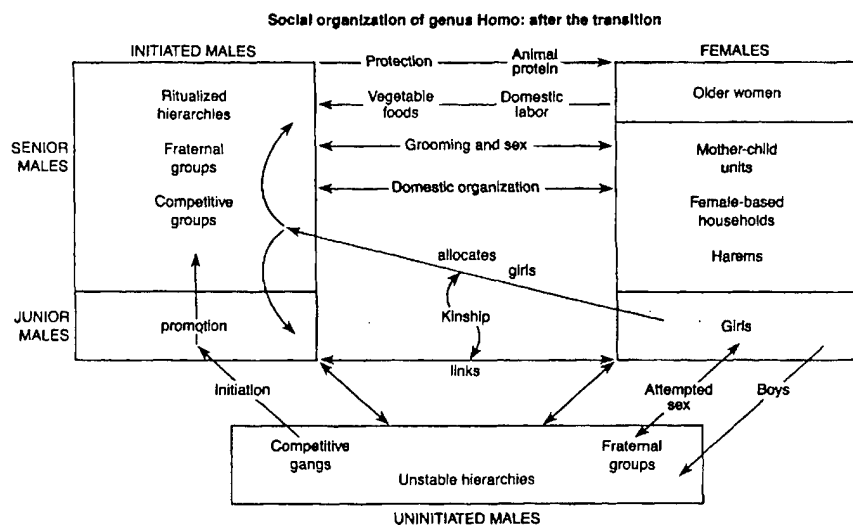 Social organization of genus Homo: after the transition
INITIATED MALES
FEMALES
Protection
Animal
protein
Vegetable
foods
Domestic
labor
Grooming and sex
Domestic organization
SENIOR
MALES
Ritualized
hierarchies
Fraternal
groups
Competitive
groups
Older women
Mother-child
units
Female-based
households
Harems
allocates
girls
Kinship
links
JUNIOR
MALES
promotion
Girls
Initiation
Attempted
sex
Boys
Competitive
gangs
Fraternal
groups
Unstable hierarchies
UNINITIATED MALES